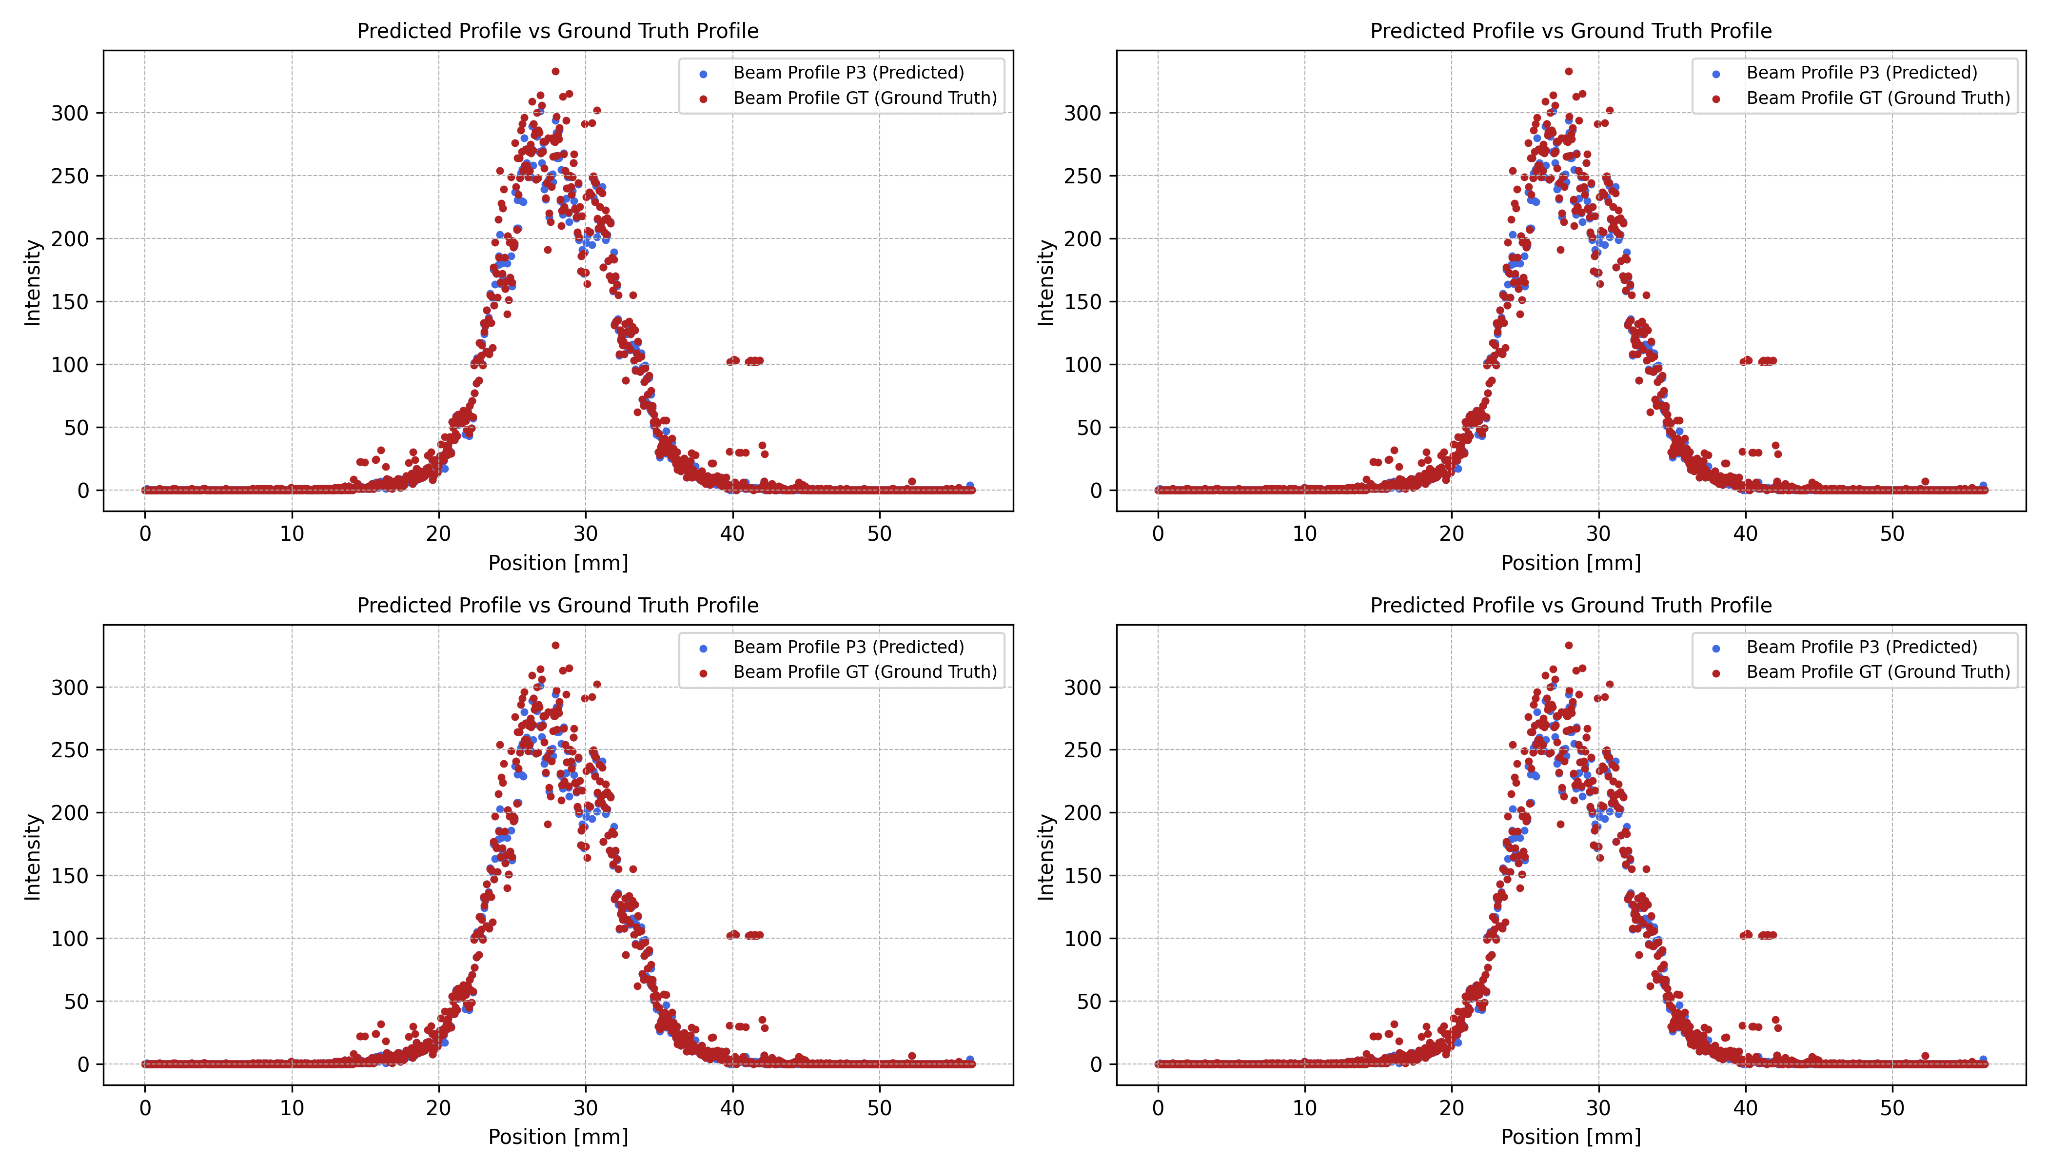 Predicted Profile vs Ground Truth Profile
Beam Profile P3 (Predicted)
Beam Profile GT (Ground Truth)
Intensity
300
250
200
150
100
50
0
0 10 20 30 40 50
Position [mm]
Predicted Profile vs Ground Truth Profile
Beam Profile P3 (Predicted)
Beam Profile GT (Ground Truth)
Intensity
300
250
200
150
100
50
0
0 10 20 30 40 50
Position [mm]
Predicted Profile vs Ground Truth Profile
Beam Profile P3 (Predicted)
Beam Profile GT (Ground Truth)
Intensity
300
250
200
150
100
50
0
0 10 20 30 40 50
Position [mm]
Predicted Profile vs Ground Truth Profile
Beam Profile P3 (Predicted)
Beam Profile GT (Ground Truth)
Intensity
300
250
200
150
100
50
0
0 10 20 30 40 50
Position [mm]